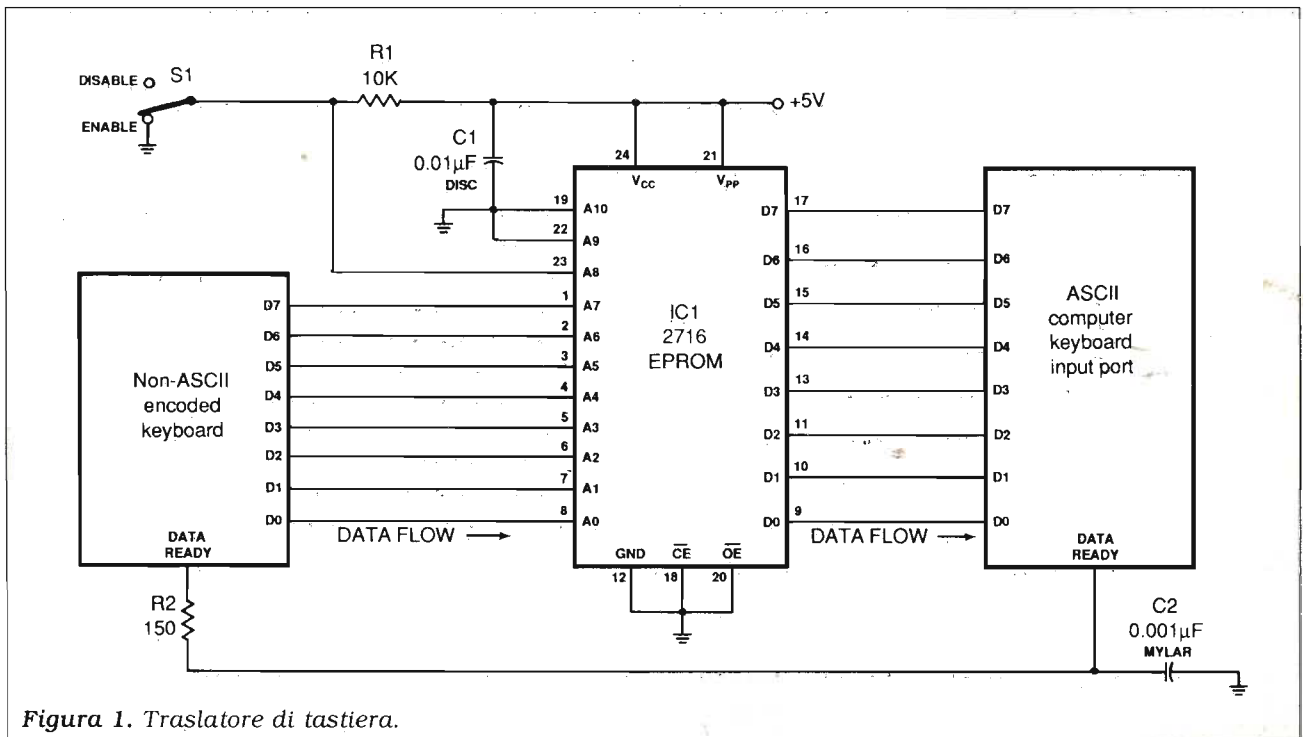 R1
10K
DISABLE
S1
ENABLE
+5V
C1
0.01µF
DISC
24
21
VCC
VPP
19
A10
22
A9
23
A8
1
A7
2
A6
3
A5
4
A4
5
A3
6
A2
7
A1
8
A0
IC1
2716
EPROM
D7
17
D6
16
D5
15
D4
14
D3
13
D2
11
D1
10
D0
9
GND
CE
OE
12
18
20
D7
D6
D5
D4
D3
D2
D1
D0
Non-ASCII
encoded
keyboard
DATA
READY
DATA FLOW
DATA FLOW
D7
D6
D5
D4
D3
D2
D1
D0
ASCII
computer
keyboard
input port
DATA
READY
R2
150
C2
0.001µF
MYLAR
Figura 1. Traslatore di tastiera.